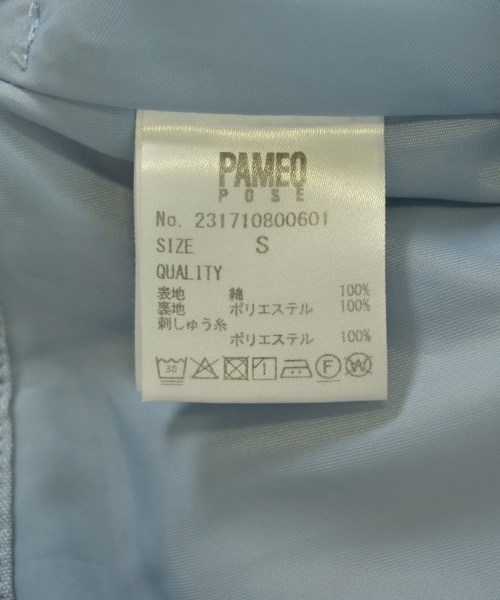 PAMEO
POSE
No. 231710800601
SIZE S
QUALITY
表地 綿 100%
裏地 ポリエステル 100%
刺しゅう糸
ポリエステル 100%
30 1 F W